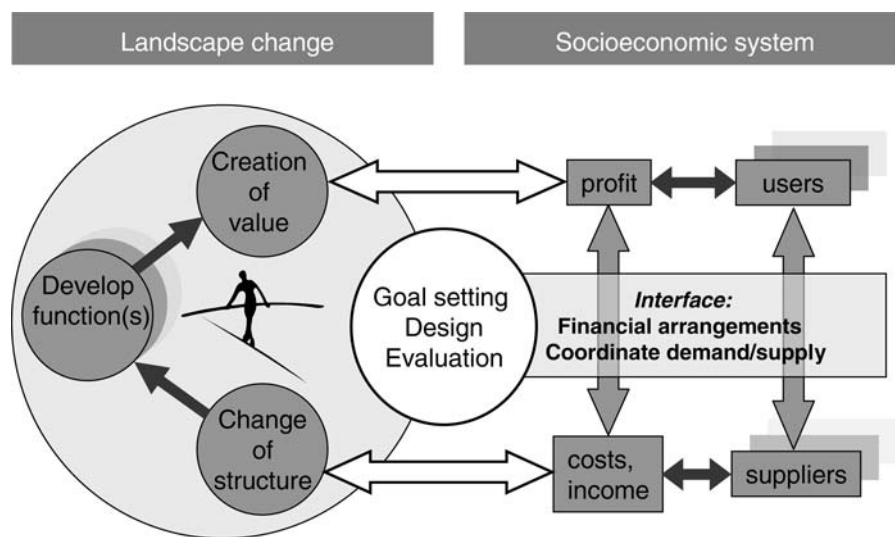 Landscape change
Socioeconomic system
Creation
of
value
profit
users
Develop
function(s)
Goal setting
Design
Evaluation
Interface:
Financial arrangements
Coordinate demand/supply
Change
of
structure
costs,
income
suppliers